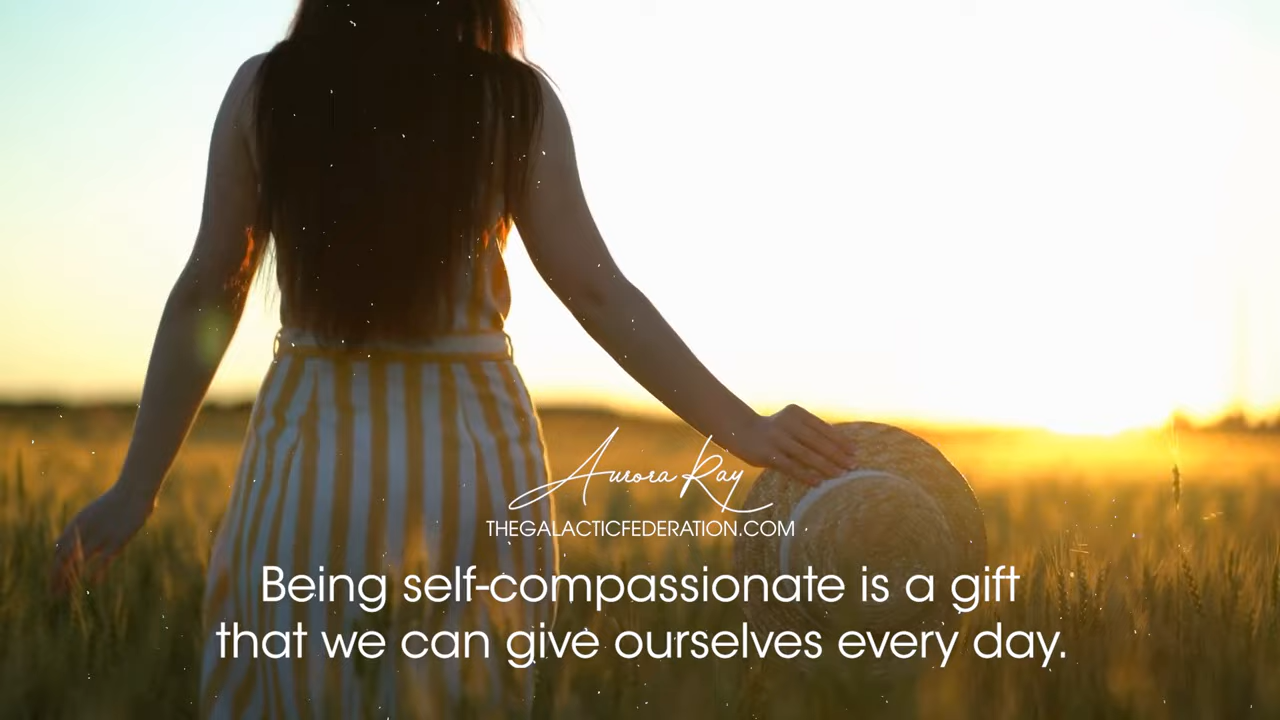 Aurora Ray
THEGALACTICFEDERATION.COM
Being self-compassionate is a gift
that we can give ourselves every day.